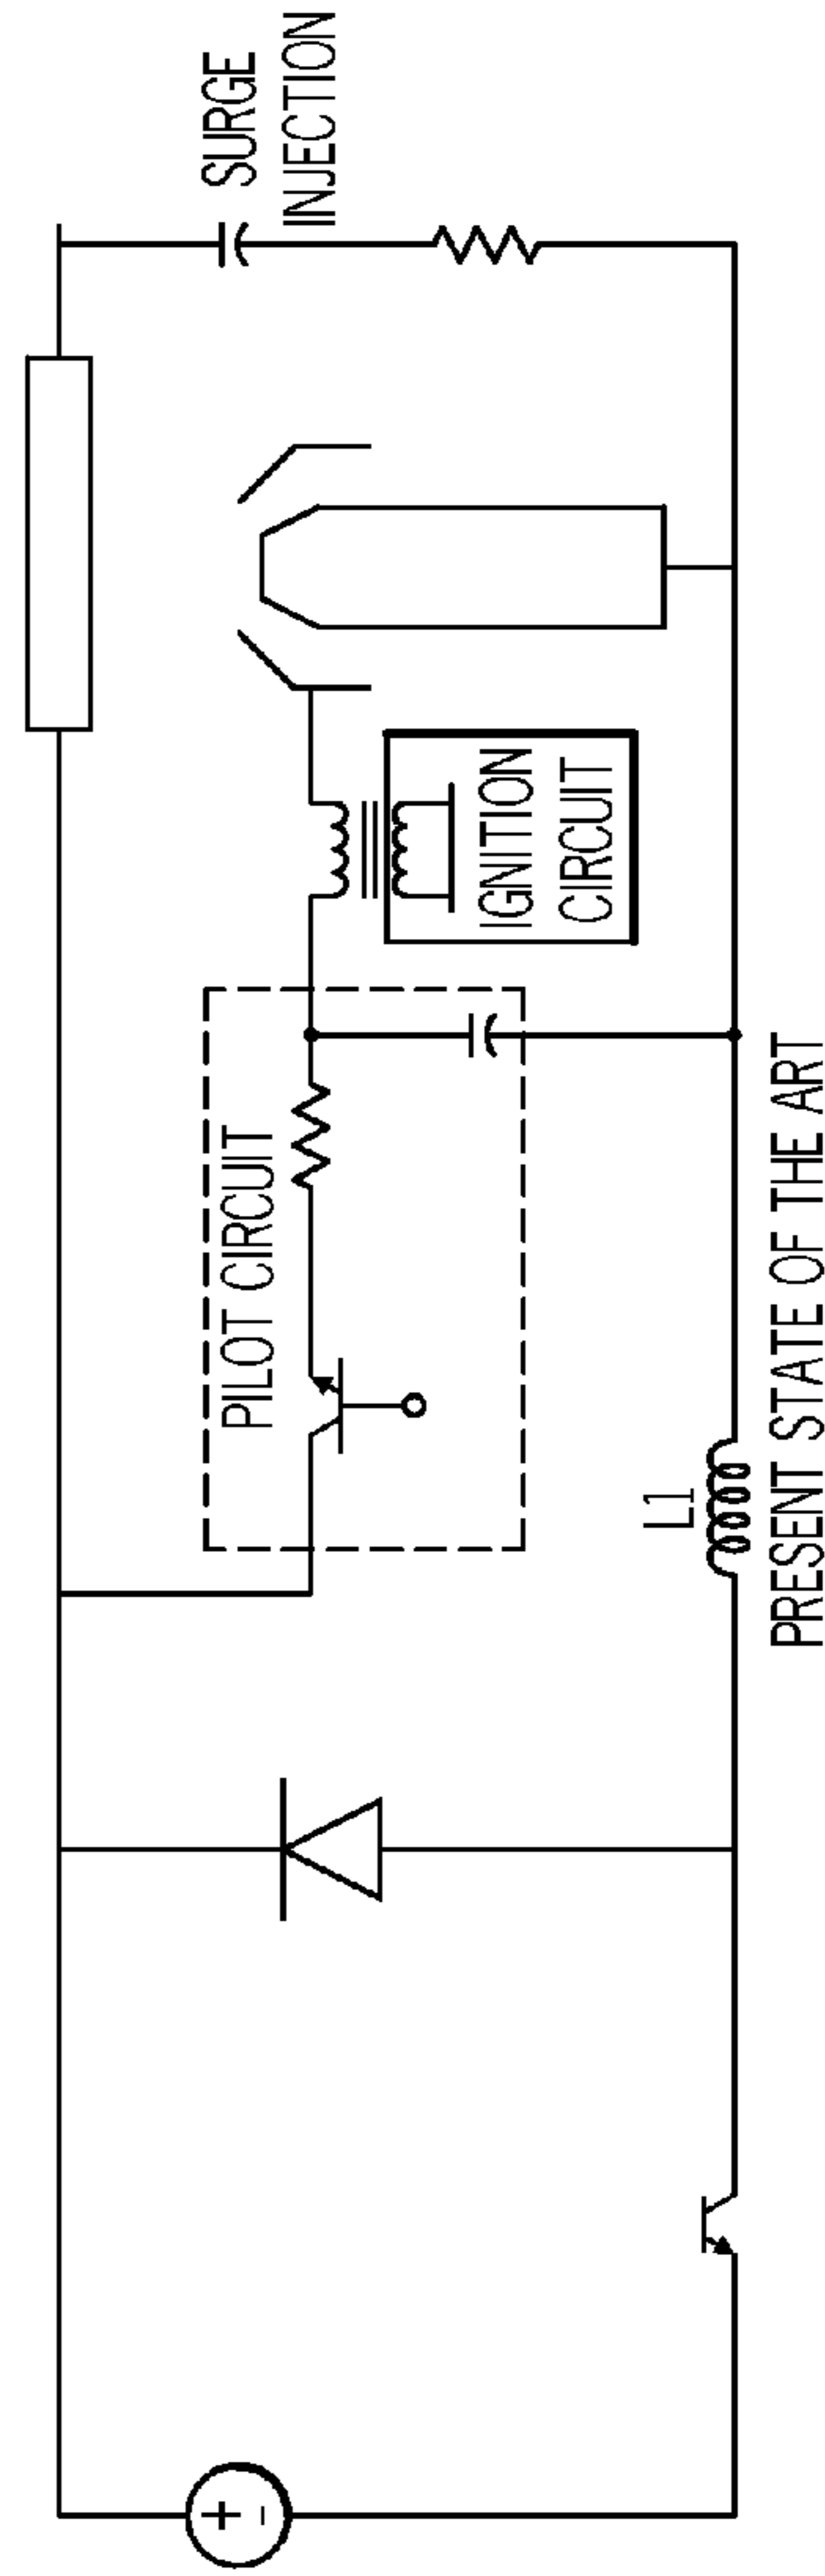 SURGE
INJECTION
IGNITION
CIRCUIT
PILOT CIRCUIT
L1
PRESENT STATE OF THE ART
+
-